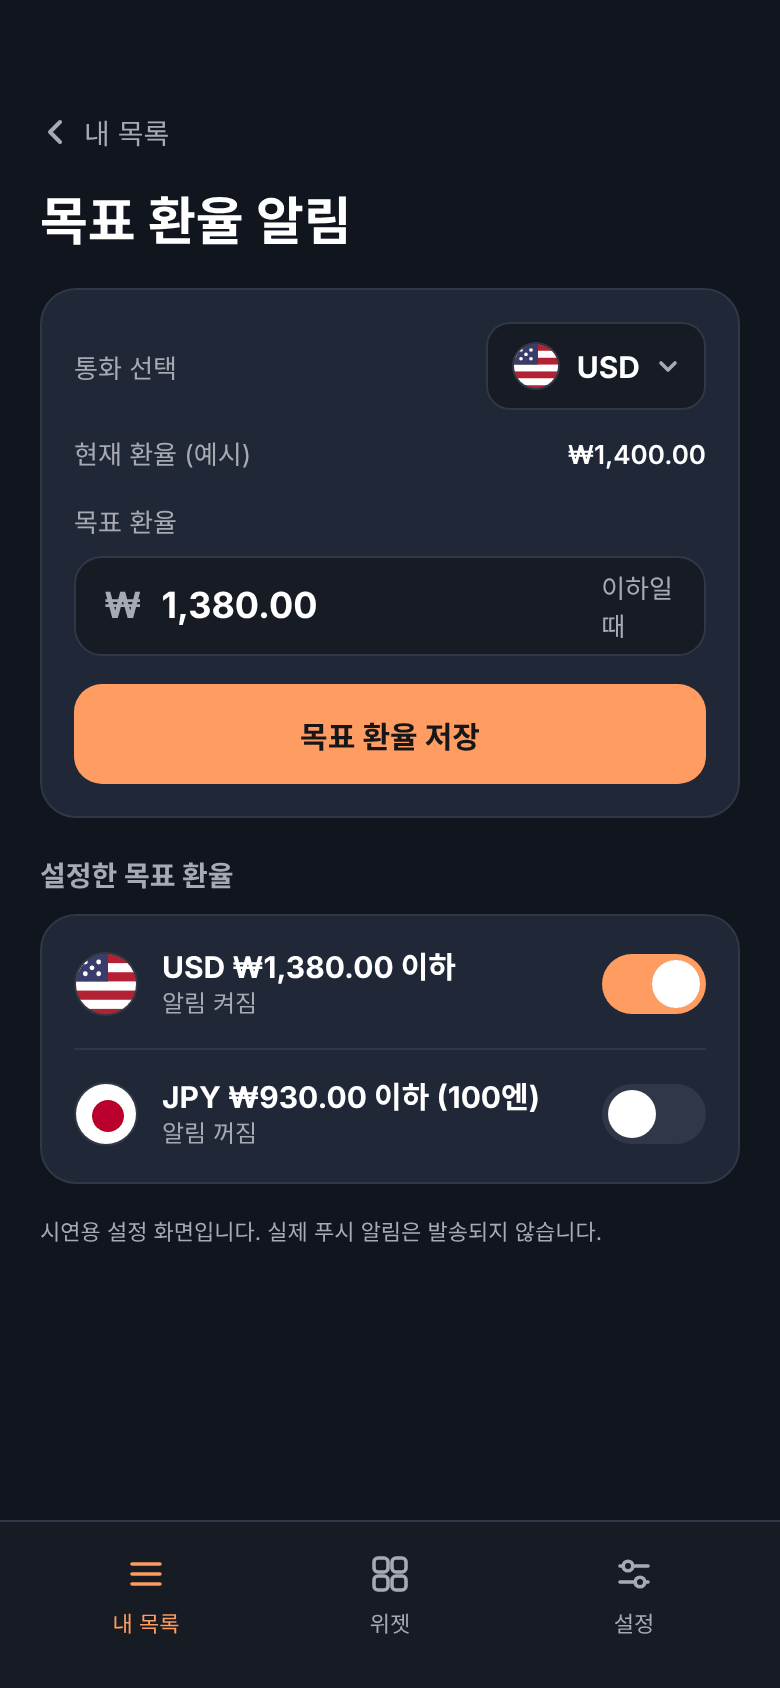 내 목록
목표 환율 알림
통화 선택
USD
현재 환율 (예시)
₩1,400.00
목표 환율
₩ 1,380.00
이하일
때
목표 환율 저장
설정한 목표 환율
USD ₩1,380.00 이하
알림 켜짐
JPY ₩930.00 이하 (100엔)
알림 꺼짐
시연용 설정 화면입니다. 실제 푸시 알림은 발송되지 않습니다.
내 목록
위젯
설정